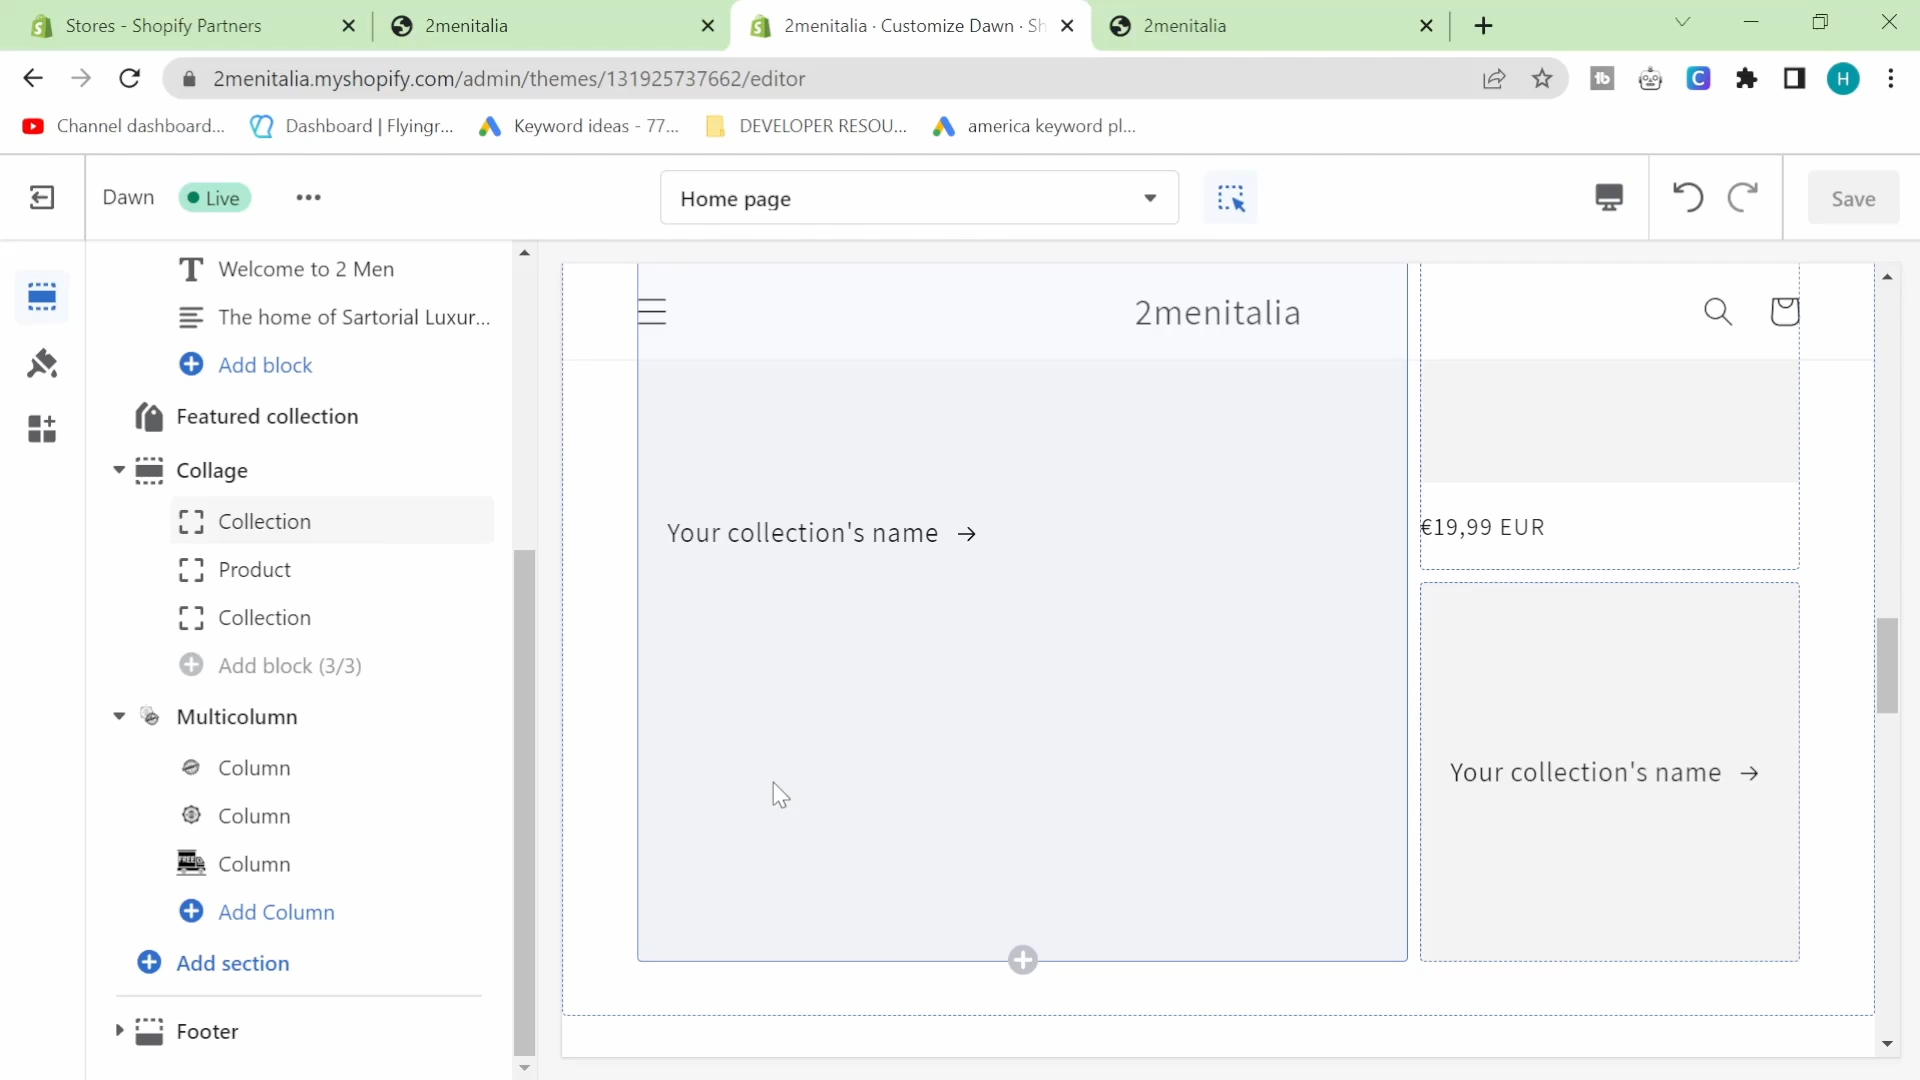 Stores - Shopify Partners
2menitalia
2menitalia · Customize Dawn · Sh
2menitalia
2menitalia.myshopify.com/admin/themes/131925737662/editor
H
Channel dashboard...
Dashboard | Flyingr...
Keyword ideas - 77...
DEVELOPER RESOU...
america keyword pl...
Dawn
Live
Home page
Save
Welcome to 2 Men
The home of Sartorial Luxur...
Add block
Featured collection
Collage
Collection
Product
Collection
Add block (3/3)
Multicolumn
Column
Column
FREE
Column
Add Column
Add section
Footer
2menitalia
Your collection's name →
€19,99 EUR
Your collection's name →